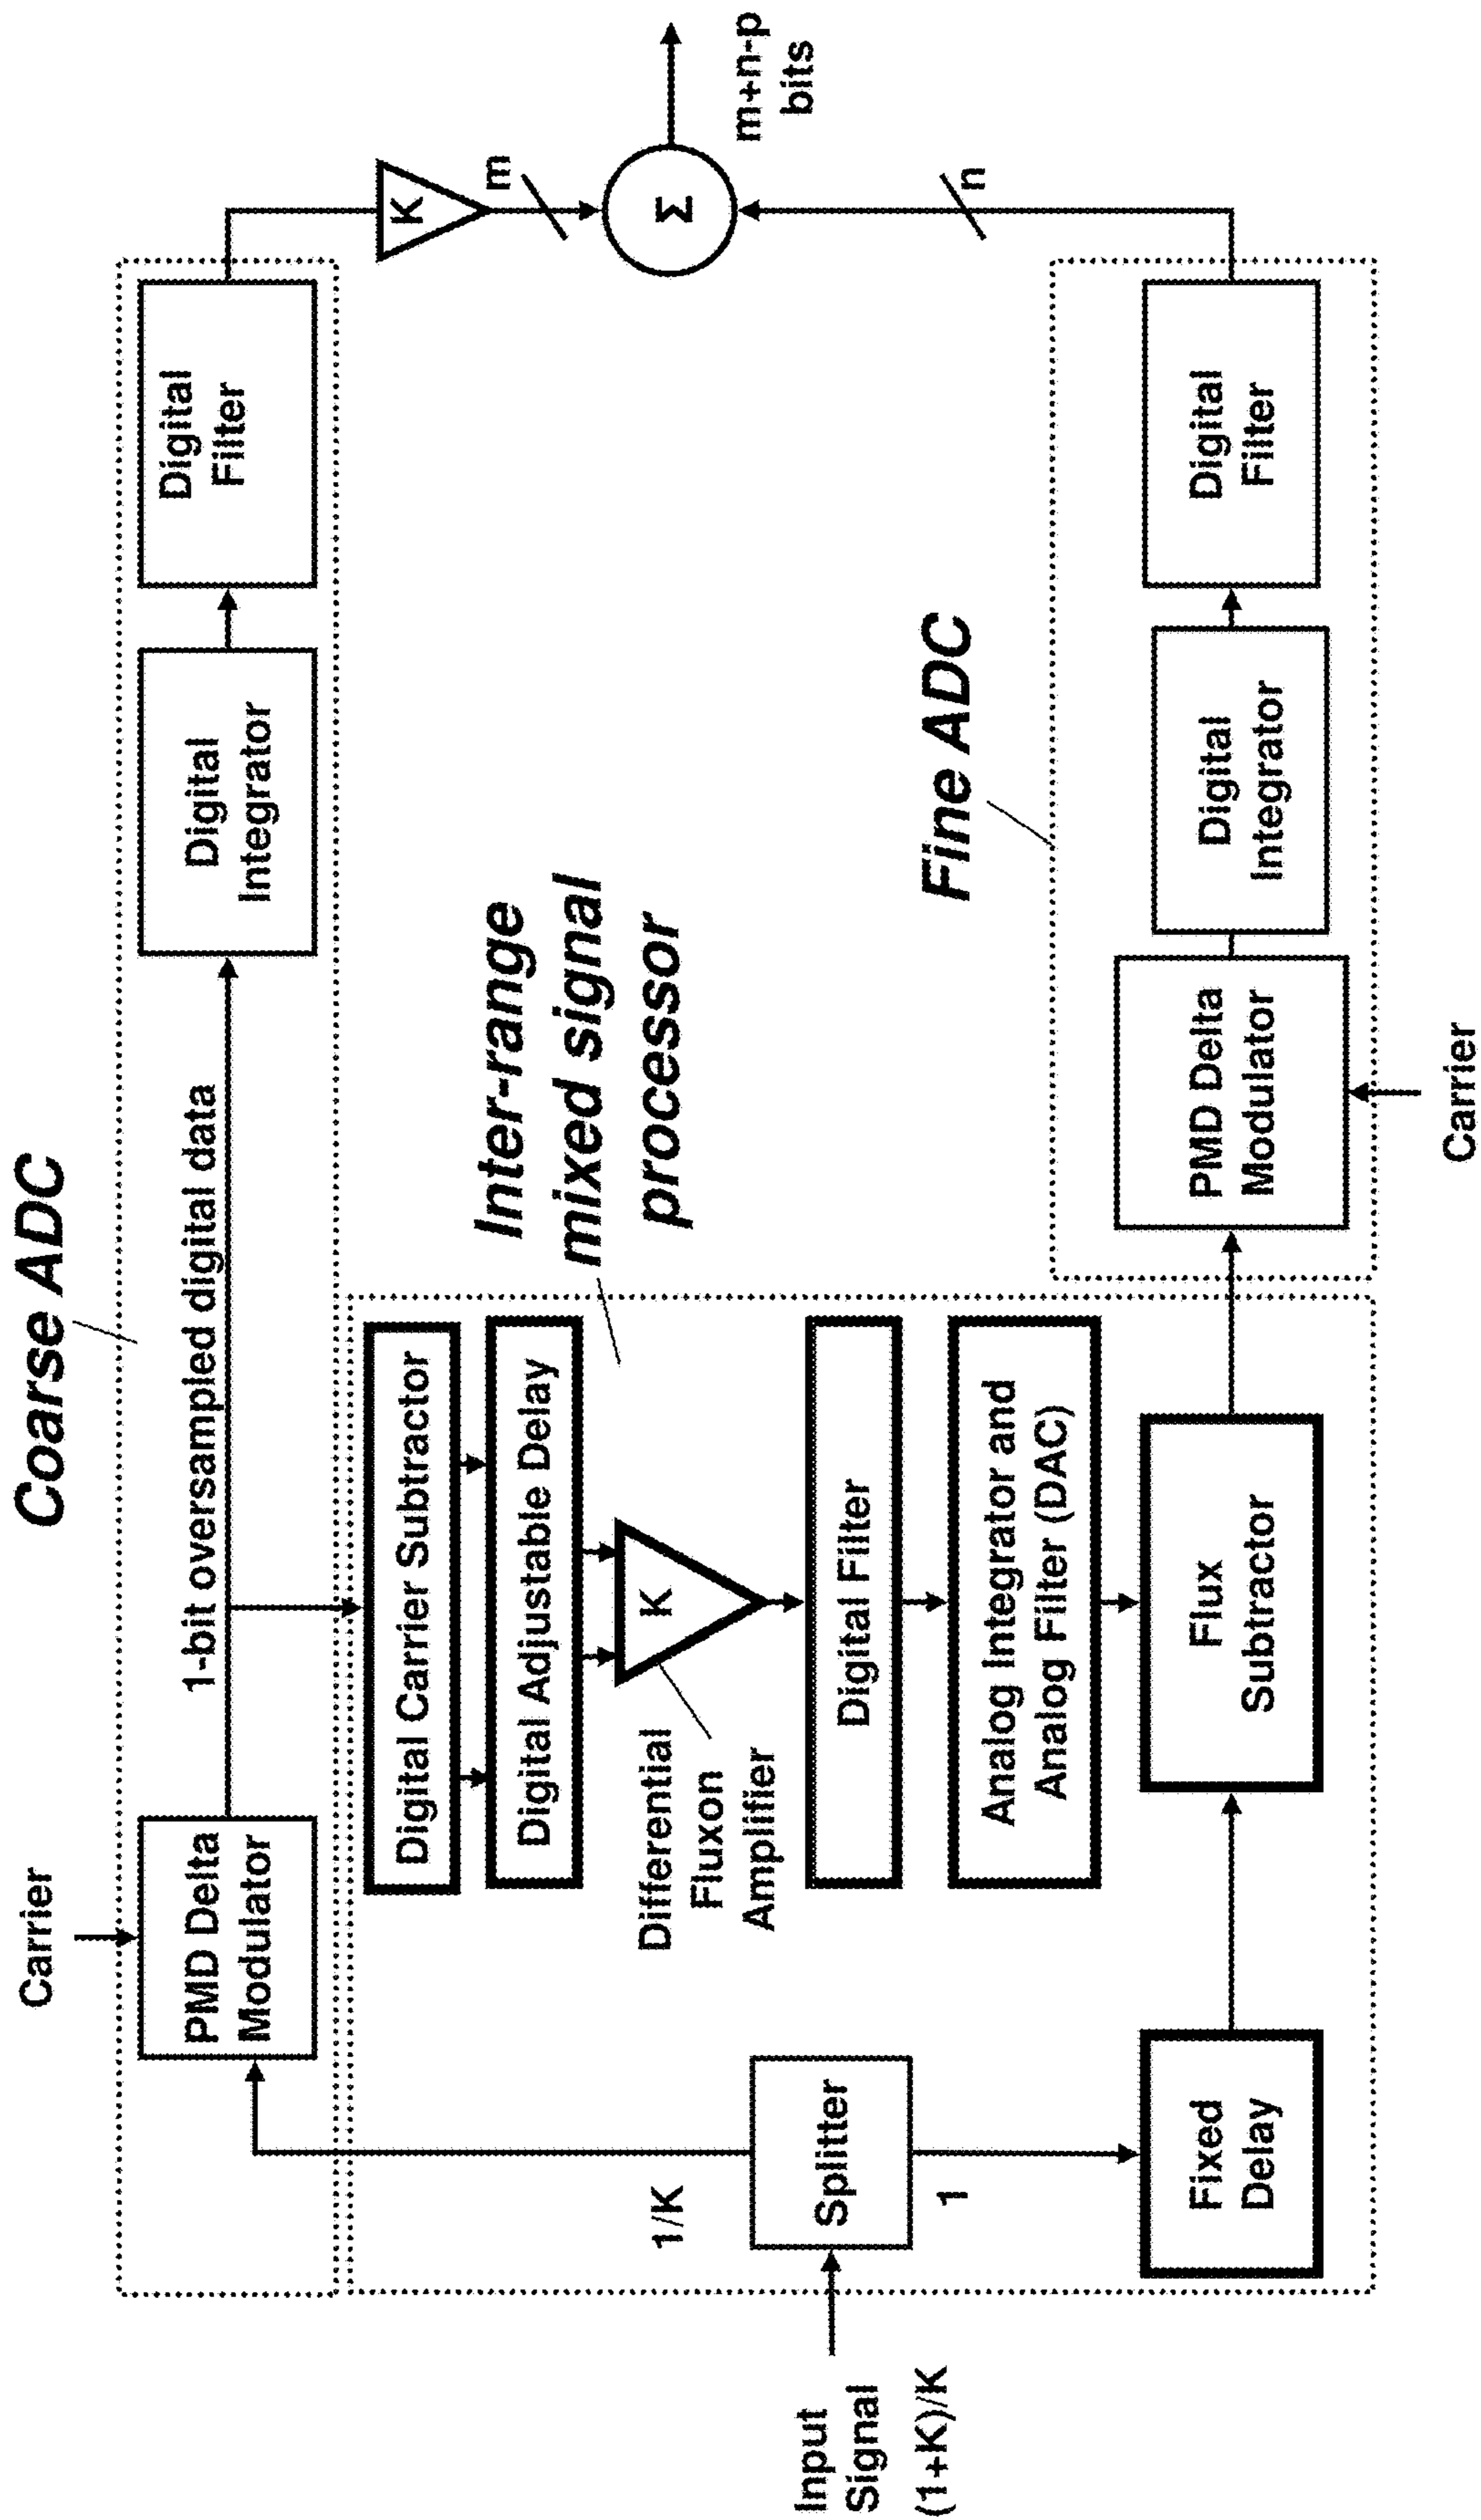 Coarse ADC
Carrier
PMD Delta
Modulator
1-bit oversampled digital data
Digital
Integrator
Digital
Filter
K
m
Σ
m+n-p
bits
n
Digital Carrier Subtractor
Digital Adjustable Delay
K
Differential
Fluxon
Amplifier
Digital Filter
Analog Integrator and
Analog Filter (DAC)
Inter-range
mixed signal
processor
Input
Signal
(1+K)/K
Splitter
1/K
1
Fixed
Delay
Flux
Subtractor
Fine ADC
PMD Delta
Modulator
Carrier
Digital
Integrator
Digital
Filter